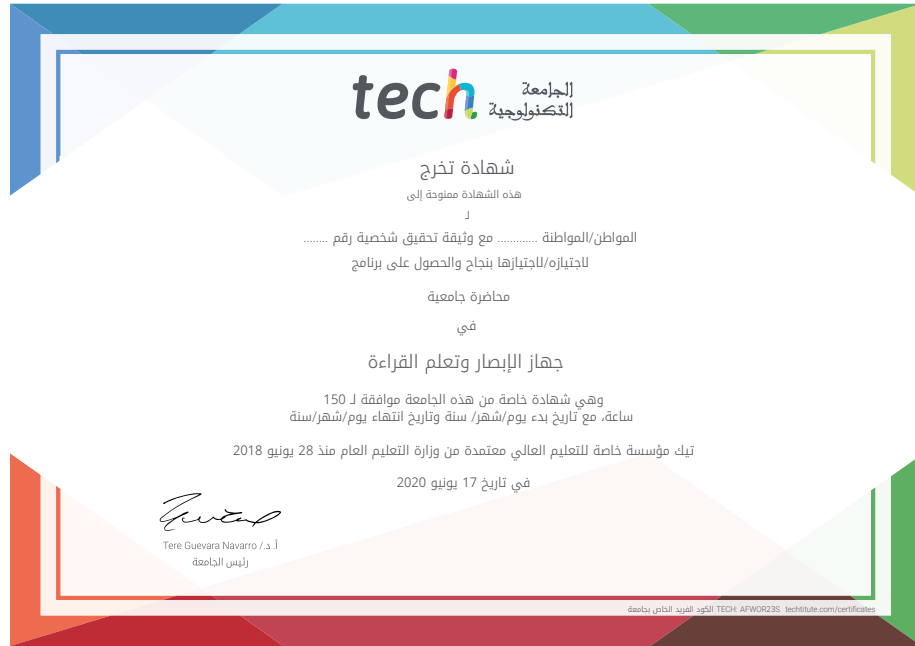 tech الجامعة
التكنولوجية
شهادة تخرج
هذه الشهادة ممنوحة إلى
لـ
المواطن/المواطنة ............ مع وثيقة تحقيق شخصية رقم ........
لاجتيازه/لاجتيازها بنجاح والحصول على برنامج
محاضرة جامعية
في
جهاز الإبصار وتعلم القراءة
وهي شهادة خاصة من هذه الجامعة موافقة لـ 150
ساعة، مع تاريخ بدء يوم/شهر/ سنة وتاريخ انتهاء يوم/شهر/سنة
تيك مؤسسة خاصة للتعليم العالي معتمدة من وزارة التعليم العام منذ 28 يونيو 2018
في تاريخ 17 يونيو 2020
أ. د./ Tere Guevara Navarro
رئيس الجامعة
الكود الفريد الخاص بجامعة TECH: AFWOR23S techtitute.com/certificates